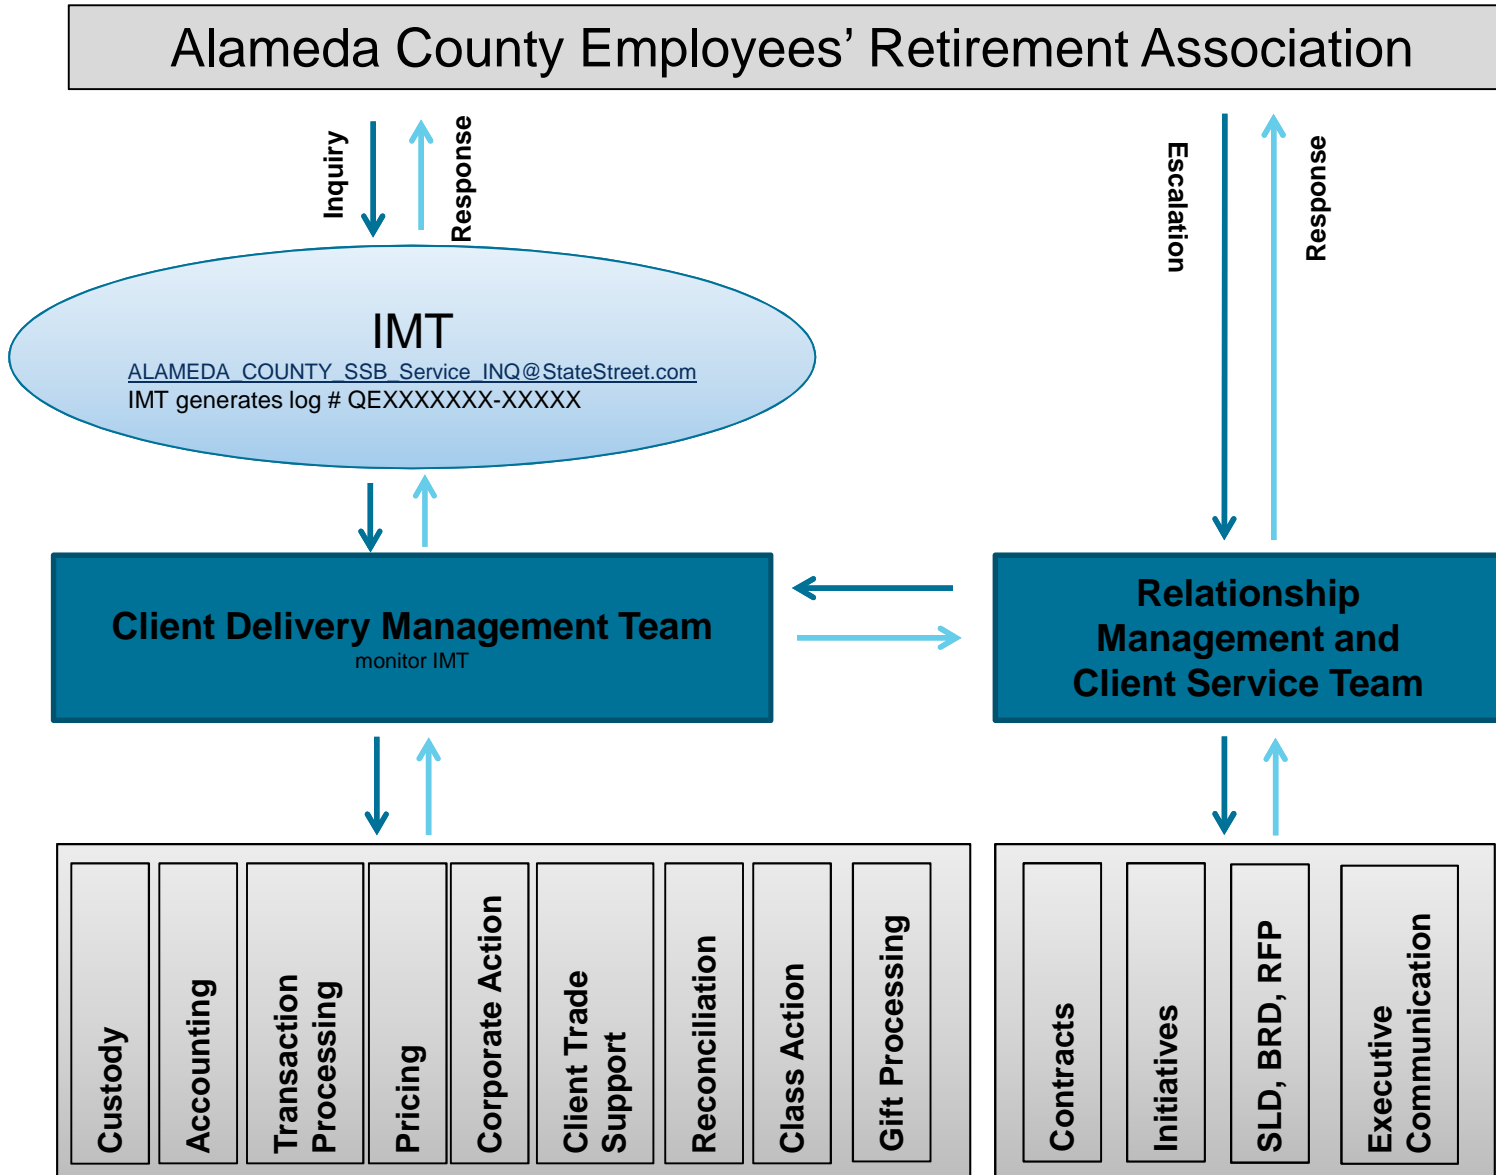 Alameda County Employees’ Retirement Association
Inquiry
Response
Escalation
Response
IMT
ALAMEDA_COUNTY_SSB_Service_INQ@StateStreet.com
IMT generates log # QEXXXXXXX-XXXXX
Client Delivery Management Team
monitor IMT
Relationship
Management and
Client Service Team
Custody
Accounting
Transaction
Processing
Pricing
Corporate Action
Client Trade
Support
Reconciliation
Class Action
Gift Processing
Contracts
Initiatives
SLD, BRD, RFP
Executive
Communication